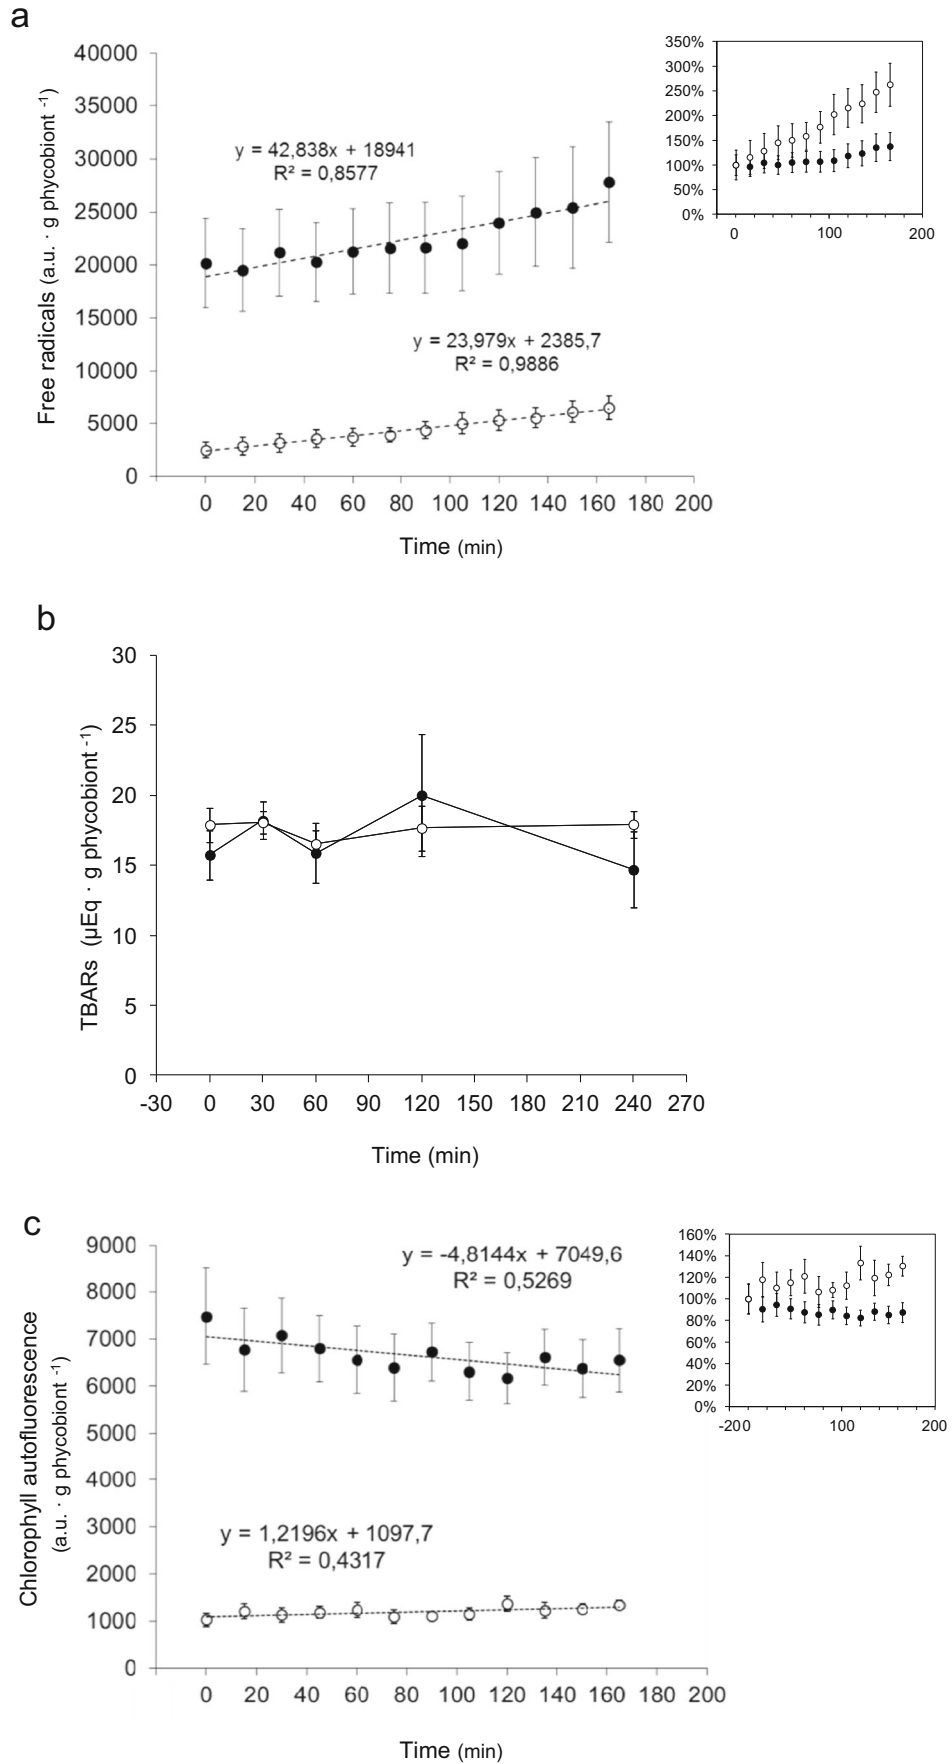 a
40000
35000
30000
25000
20000
15000
10000
5000
0
Free radicals (a.u. · g phycobiont -1)
y = 42,838x + 18941
R² = 0,8577
y = 23,979x + 2385,7
R² = 0,9886
0 20 40 60 80 100 120 140 160 180 200
Time (min)
350%
300%
250%
200%
150%
100%
50%
0%
0 100 200
b
30
25
20
15
10
5
0
TBARs (µEq · g phycobiont -1)
-30 0 30 60 90 120 150 180 210 240 270
Time (min)
c
9000
8000
7000
6000
5000
4000
3000
2000
1000
0
Chlorophyll autofluorescence
(a.u. · g phycobiont -1)
y = -4,8144x + 7049,6
R² = 0,5269
y = 1,2196x + 1097,7
R² = 0,4317
0 20 40 60 80 100 120 140 160 180 200
Time (min)
160%
140%
120%
100%
80%
60%
40%
20%
0%
-200 100 200